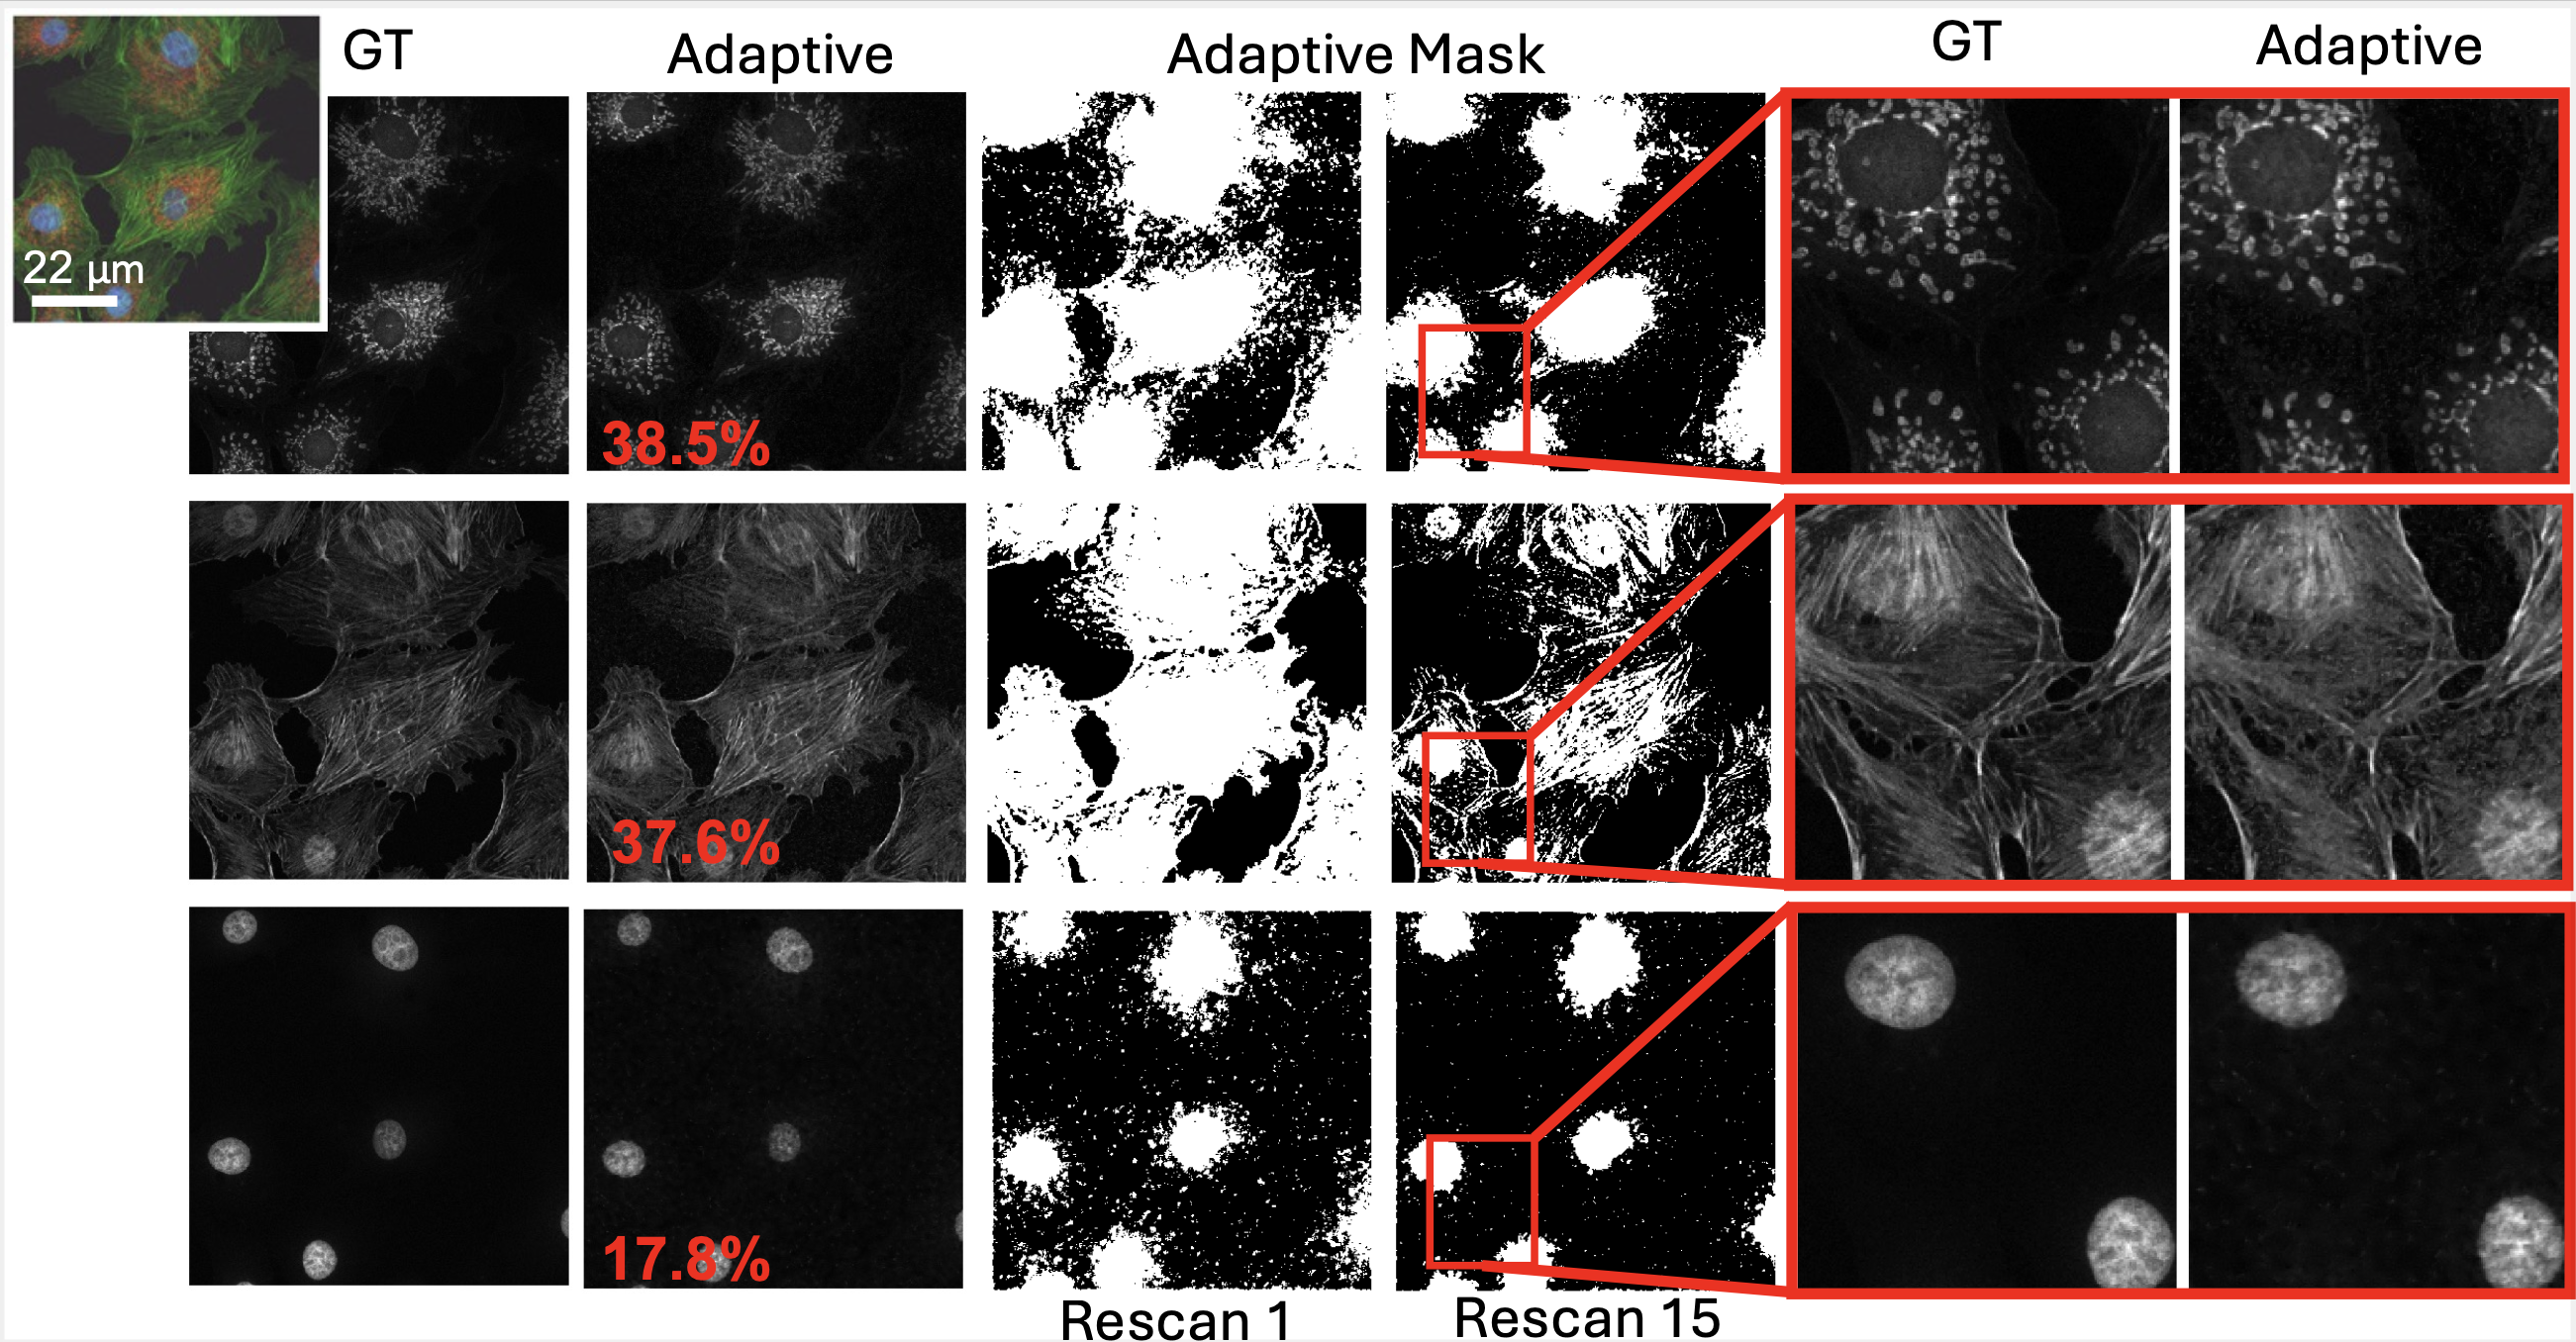 GT
Adaptive
Adaptive Mask
GT
Adaptive
22 µm
38.5%
37.6%
17.8%
Rescan 1
Rescan 15